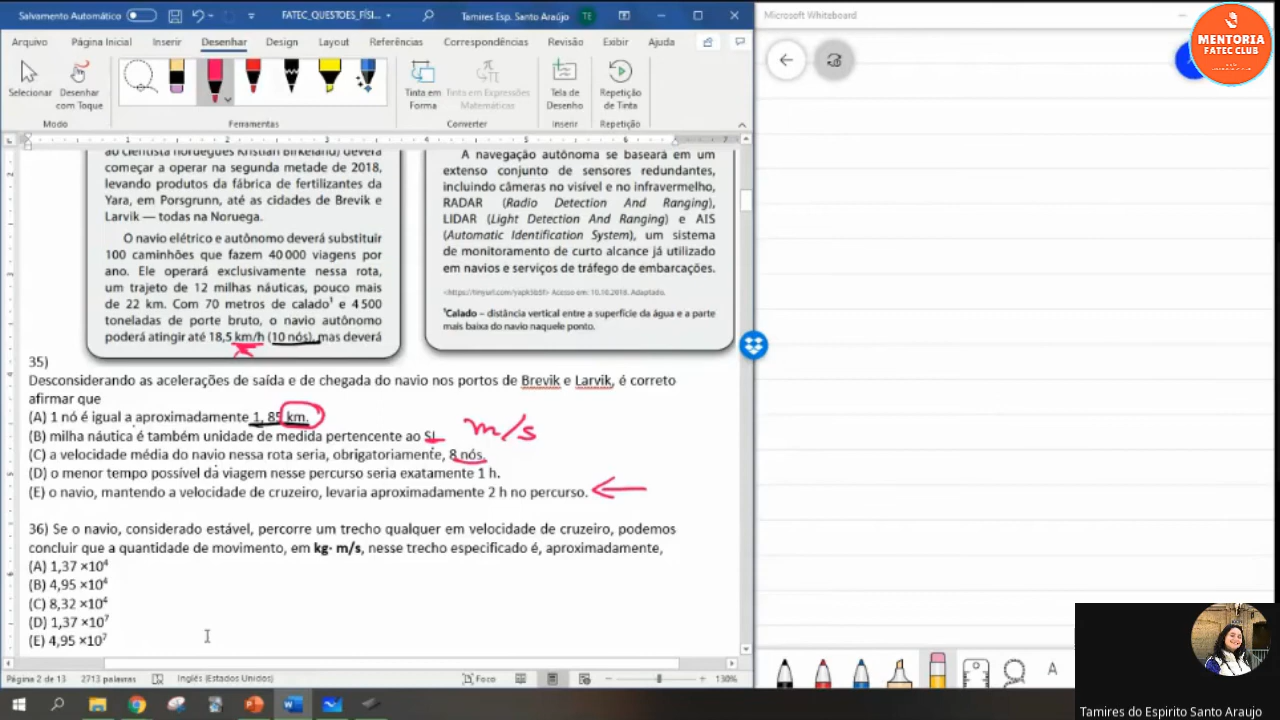 Salvamento Automático
FATEC_QUESTOES_FÍSI...
Tamires Esp. Santo Araújo
TE
Microsoft Whiteboard
MENTORIA
FATEC CLUB
Arquivo
Página Inicial
Inserir
Desenhar
Design
Layout
Referências
Correspondências
Revisão
Exibir
Ajuda
Selecionar
Desenhar
com Toque
Tinta em
Forma
Tinta em Expressões
Matemáticas
Tela de
Desenho
Repetição
de Tinta
Modo
Ferramentas
Converter
Inserir
Repetição
ao cientista norueguês Kristian Birkeland) deverá
começar a operar na segunda metade de 2018,
levando produtos da fábrica de fertilizantes da
Yara, em Porsgrunn, até as cidades de Brevik e
Larvik — todas na Noruega.
O navio elétrico e autônomo deverá substituir
100 caminhões que fazem 40 000 viagens por
ano. Ele operará exclusivamente nessa rota,
um trajeto de 12 milhas náuticas, pouco mais
de 22 km. Com 70 metros de calado¹ e 4 500
toneladas de porte bruto, o navio autônomo
poderá atingir até 18,5 km/h (10 nós), mas deverá
A navegação autônoma se baseará em um
extenso conjunto de sensores redundantes,
incluindo câmeras no visível e no infravermelho,
RADAR (Radio Detection And Ranging),
LIDAR (Light Detection And Ranging) e AIS
(Automatic Identification System), um sistema
de monitoramento de curto alcance já utilizado
em navios e serviços de tráfego de embarcações.
Acesso em: 10.10.2018. Adaptado.
¹Calado – distância vertical entre a superfície da água e a parte
mais baixa do navio naquele ponto.
35)
Desconsiderando as acelerações de saída e de chegada do navio nos portos de Brevik e Larvik, é correto
afirmar que
(A) 1 nó é igual a aproximadamente 1, 85 km.
(B) milha náutica é também unidade de medida pertencente ao SI. m/s
(C) a velocidade média do navio nessa rota seria, obrigatoriamente, 8 nós.
(D) o menor tempo possível da viagem nesse percurso seria exatamente 1 h.
(E) o navio, mantendo a velocidade de cruzeiro, levaria aproximadamente 2 h no percurso.
36) Se o navio, considerado estável, percorre um trecho qualquer em velocidade de cruzeiro, podemos
concluir que a quantidade de movimento, em kg· m/s, nesse trecho especificado é, aproximadamente,
(A) 1,37 ×10⁴
(B) 4,95 ×10⁴
(C) 8,32 ×10⁴
(D) 1,37 ×10⁷
(E) 4,95 ×10⁷
Página 2 de 13
2713 palavras
Inglês (Estados Unidos)
Foco
130%
Tamires do Espirito Santo Araujo